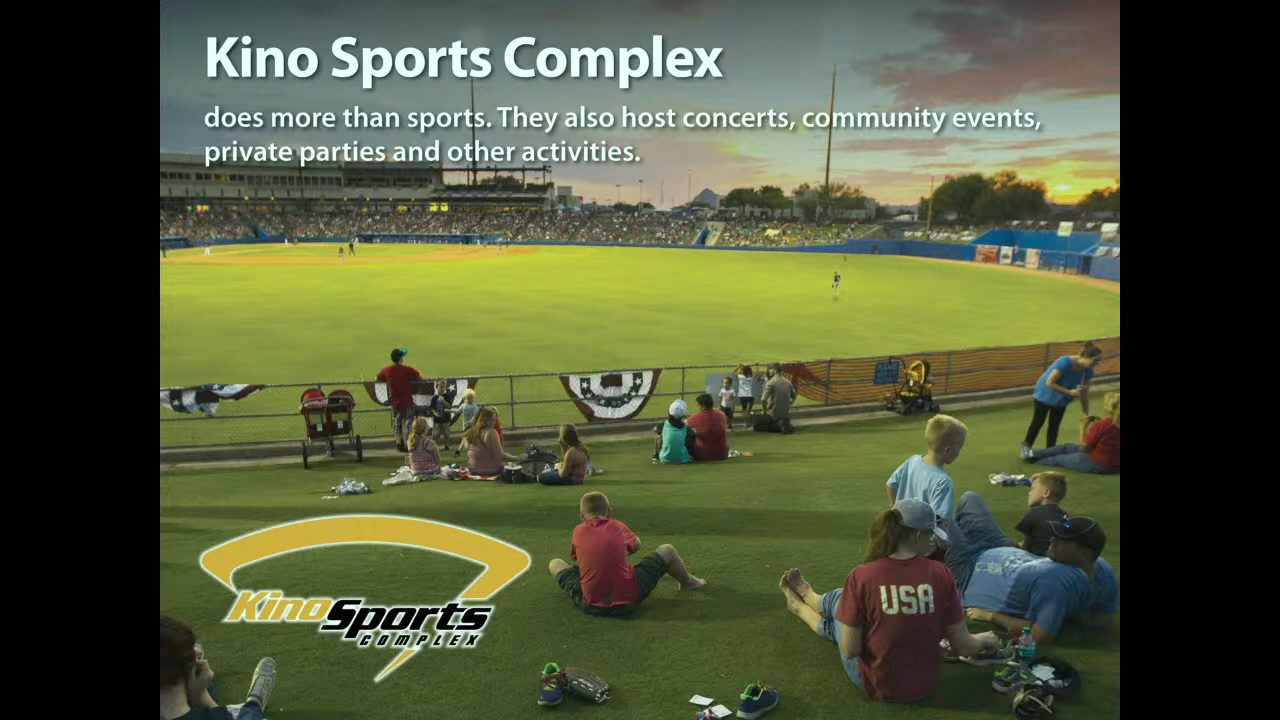 Kino Sports Complex
does more than sports. They also host concerts, community events,
private parties and other activities.
USA
Kino Sports
COMPLEX